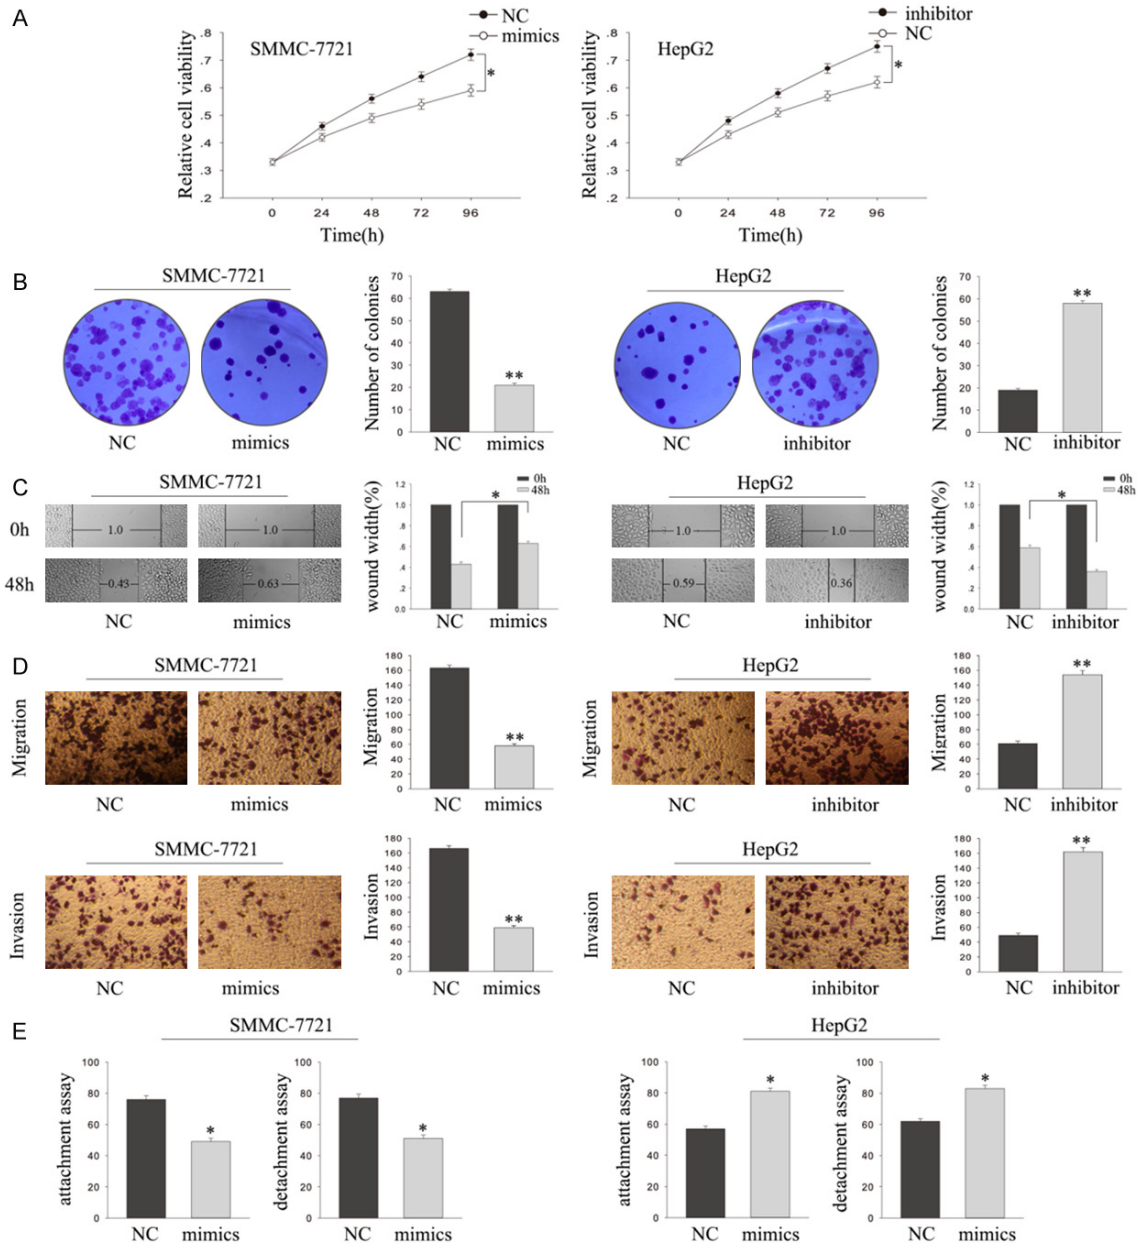 A
NC
mimics
SMMC-7721
Relative cell viability
.8
.7
.6
.5
.4
.3
.2
*
0 24 48 72 96
Time(h)
inhibitor
NC
HepG2
Relative cell viability
.8
.7
.6
.5
.4
.3
.2
*
0 24 48 72 96
Time(h)
B
SMMC-7721
NC mimics
Number of colonies
70
60
50
40
30
20
10
0
**
NC mimics
HepG2
NC inhibitor
Number of colonies
70
60
50
40
30
20
10
0
**
NC inhibitor
C
SMMC-7721
0h
1.0 1.0
48h
0.43 0.63
NC mimics
wound width(%)
1.2
1.0
.8
.6
.4
.2
0.0
0h
48h
*
NC mimics
HepG2
1.0 1.0
0.59 0.36
NC inhibitor
wound width(%)
1.2
1.0
.8
.6
.4
.2
0.0
0h
48h
*
NC inhibitor
D
SMMC-7721
Migration
NC mimics
Migration
180
160
140
120
100
80
60
40
20
0
**
NC mimics
HepG2
Migration
NC inhibitor
Migration
180
160
140
120
100
80
60
40
20
0
**
NC inhibitor
SMMC-7721
Invasion
NC mimics
Invasion
180
160
140
120
100
80
60
40
20
0
**
NC mimics
HepG2
Invasion
NC inhibitor
Invasion
180
160
140
120
100
80
60
40
20
0
**
NC inhibitor
E
SMMC-7721
attachment assay
100
80
60
40
20
0
*
NC mimics
detachment assay
100
80
60
40
20
0
*
NC mimics
HepG2
attachment assay
100
80
60
40
20
0
*
NC mimics
detachment assay
100
80
60
40
20
0
*
NC mimics